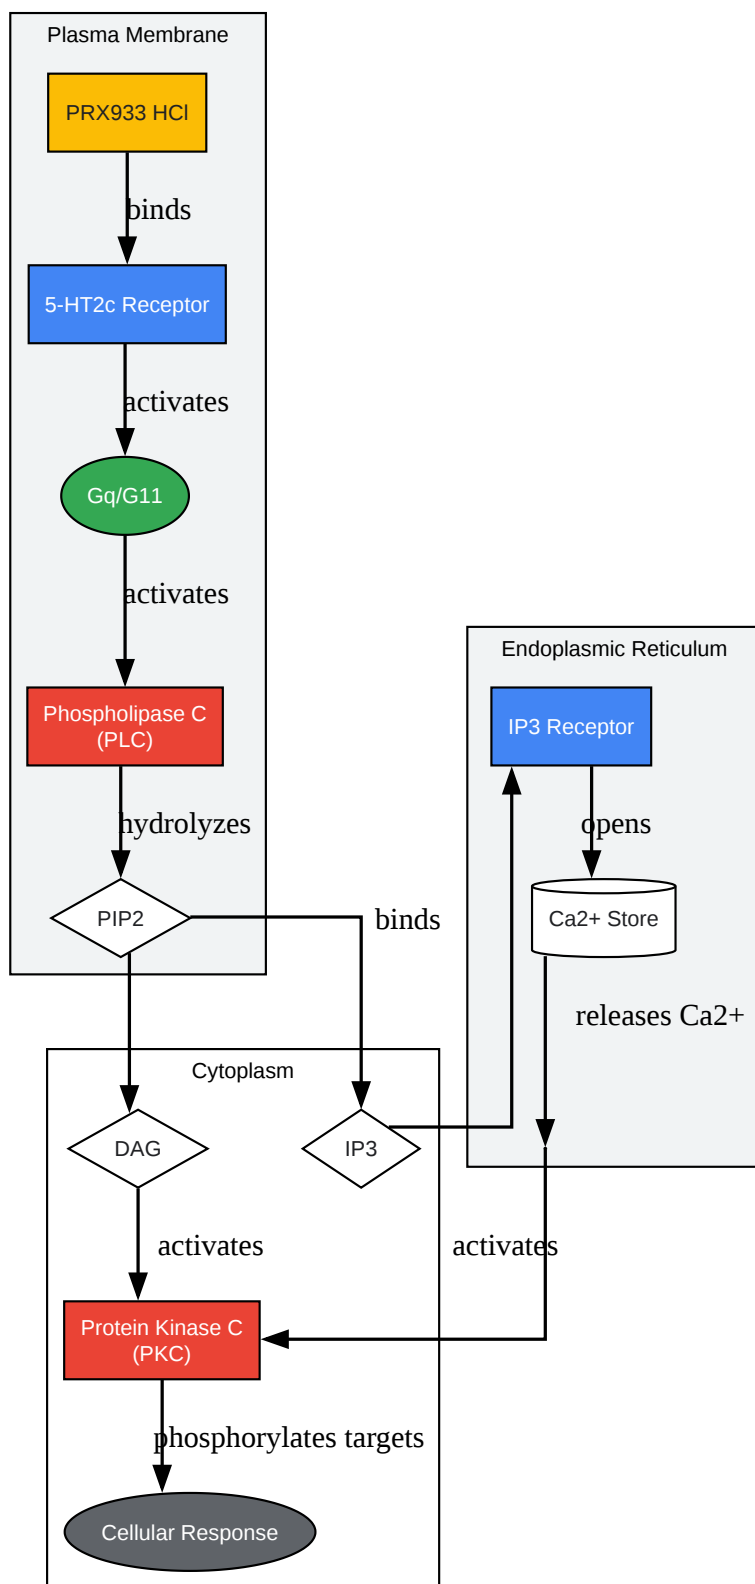 Plasma Membrane
PRX933 HCl
binds
5-HT2c Receptor
activates
Gq/G11
activates
Phospholipase C
(PLC)
hydrolyzes
PIP2
binds
Endoplasmic Reticulum
IP3 Receptor
opens
Ca2+ Store
releases Ca2+
Cytoplasm
DAG
IP3
activates
activates
Protein Kinase C
(PKC)
phosphorylates targets
Cellular Response